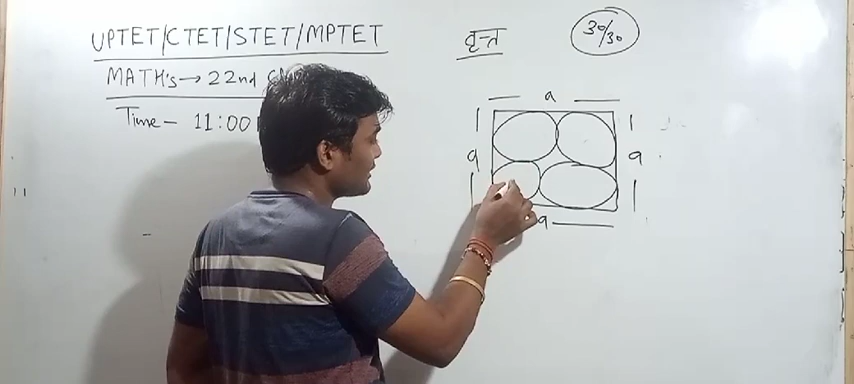 UPTET/CTET/STET/MPTET
MATH's → 22nd
Time - 11:00
वृत्त
30/30
a
a
a
a